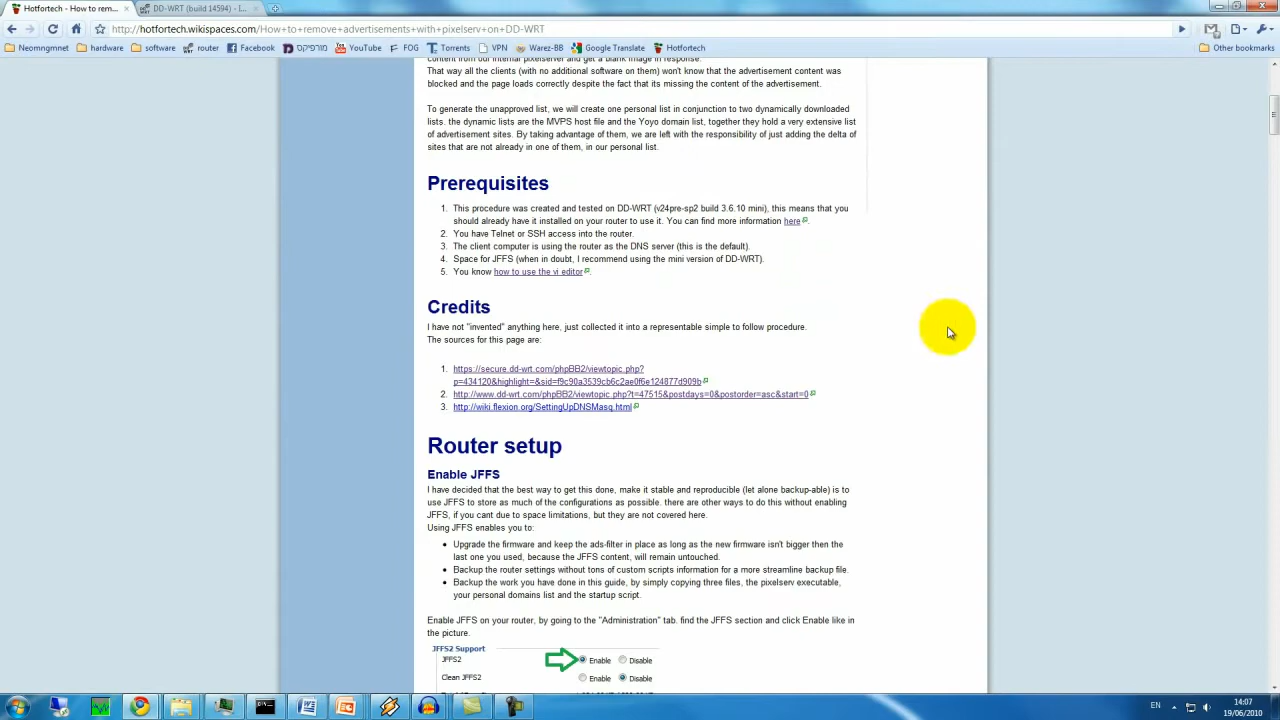 Hotfortech - How to rem...
DD-WRT (build 14594) - I...
http://hotfortech.wikispaces.com/How+to+remove+advertisements+with+pixelserv+on+DD-WRT
Neomngmnet hardware software router Facebook מוזיקסיפ YouTube FOG Torrents VPN Warez-BB Google Translate Hotfortech Other bookmarks
content from our internal pixelserver and get a blank image in response.
That way all the clients (with no additional software on them) won't know that the advertisement content was
blocked and the page loads correctly despite the fact that its missing the content of the advertisement.
To generate the unapproved list, we will create one personal list in conjunction to two dynamically downloaded
lists. the dynamic lists are the MVPS host file and the Yoyo domain list, together they hold a very extensive list
of advertisement sites. By taking advantage of them, we are left with the responsibility of just adding the delta of
sites that are not already in one of them, in our personal list.
Prerequisites
1. This procedure was created and tested on DD-WRT (v24pre-sp2 build 3.6.10 mini), this means that you
should already have it installed on your router to use it. You can find more information here.
2. You have Telnet or SSH access into the router.
3. The client computer is using the router as the DNS server (this is the default).
4. Space for JFFS (when in doubt, I recommend using the mini version of DD-WRT).
5. You know how to use the vi editor.
Credits
I have not "invented" anything here, just collected it into a representable simple to follow procedure.
The sources for this page are:
1. https://secure.dd-wrt.com/phpBB2/viewtopic.php?
p=434120&highlight=&sid=f9c90a3539cb6c2ae0f6e124877d909b
2. http://www.dd-wrt.com/phpBB2/viewtopic.php?t=47515&postdays=0&postorder=asc&start=0
3. http://wiki.flexion.org/SettingUpDNSMasq.html
Router setup
Enable JFFS
I have decided that the best way to get this done, make it stable and reproducible (let alone backup-able) is to
use JFFS to store as much of the configurations as possible. there are other ways to do this without enabling
JFFS, if you cant due to space limitations, but they are not covered here.
Using JFFS enables you to:
• Upgrade the firmware and keep the ads-filter in place as long as the new firmware isn't bigger then the
last one you used, because the JFFS content, will remain untouched.
• Backup the router settings without tons of custom scripts information for a more streamline backup file.
• Backup the work you have done in this guide, by simply copying three files, the pixelserv executable,
your personal domains list and the startup script.
Enable JFFS on your router, by going to the "Administration" tab. find the JFFS section and click Enable like in
the picture.
JFFS2 Support
JFFS2 Enable Disable
Clean JFFS2 Enable Disable
EN 14:07
19/06/2010